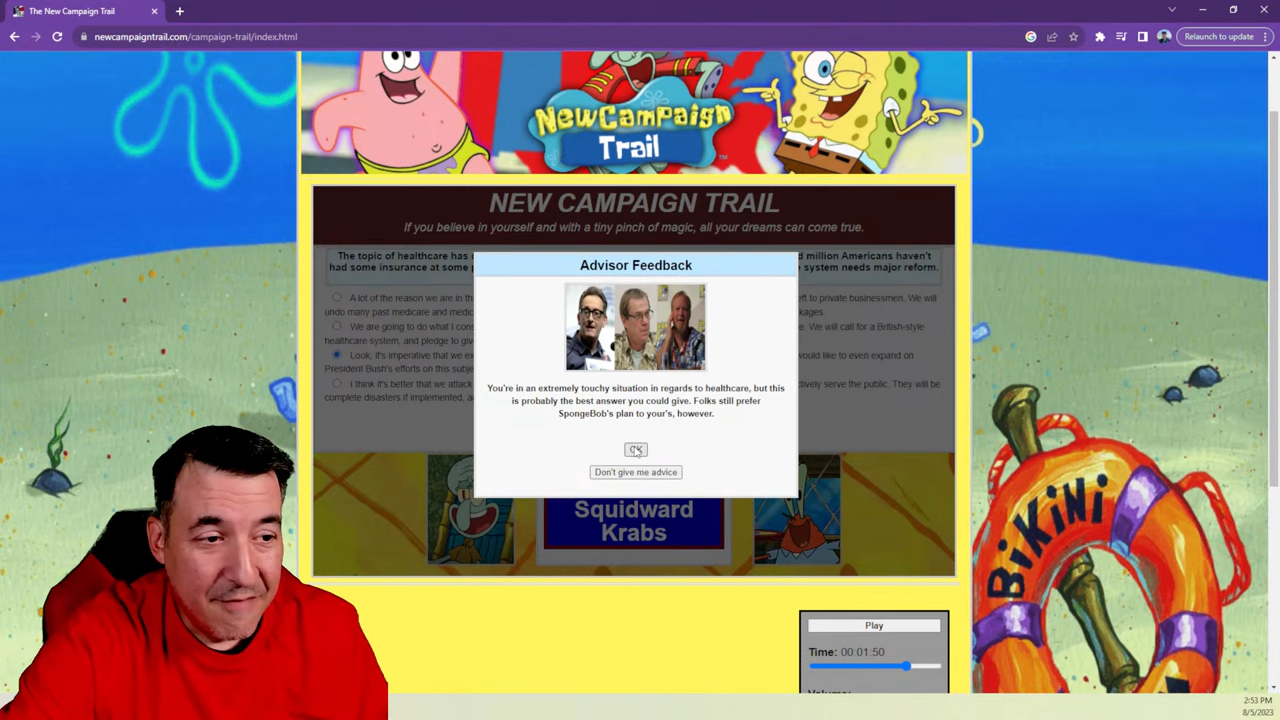 The New Campaign Trail
newcampaigntrail.com/campaign-trail/index.html
Relaunch to update
NewCampaign
Trail
NEW CAMPAIGN TRAIL
If you believe in yourself and with a tiny pinch of magic, all your dreams can come true.
The topic of healthcare has
d million Americans haven't
had some insurance at some
system needs major reform.
A lot of the reason we are in th
eft to private businessmen. We will
undo many past medicare and medic
kages.
We are going to do what I cons
e. We will call for a British-style
healthcare system, and pledge to giv
Look, it's imperative that we ex
would like to even expand on
President Bush's efforts on this subje
I think it's better that we attack
ctively serve the public. They will be
complete disasters if implemented, a
Advisor Feedback
You're in an extremely touchy situation in regards to healthcare, but this
is probably the best answer you could give. Folks still prefer
SpongeBob's plan to your's, however.
OK
Don't give me advice
Squidward
Krabs
BIKINI
Play
Time: 00:01:50
Volume:
2:53 PM
8/5/2023